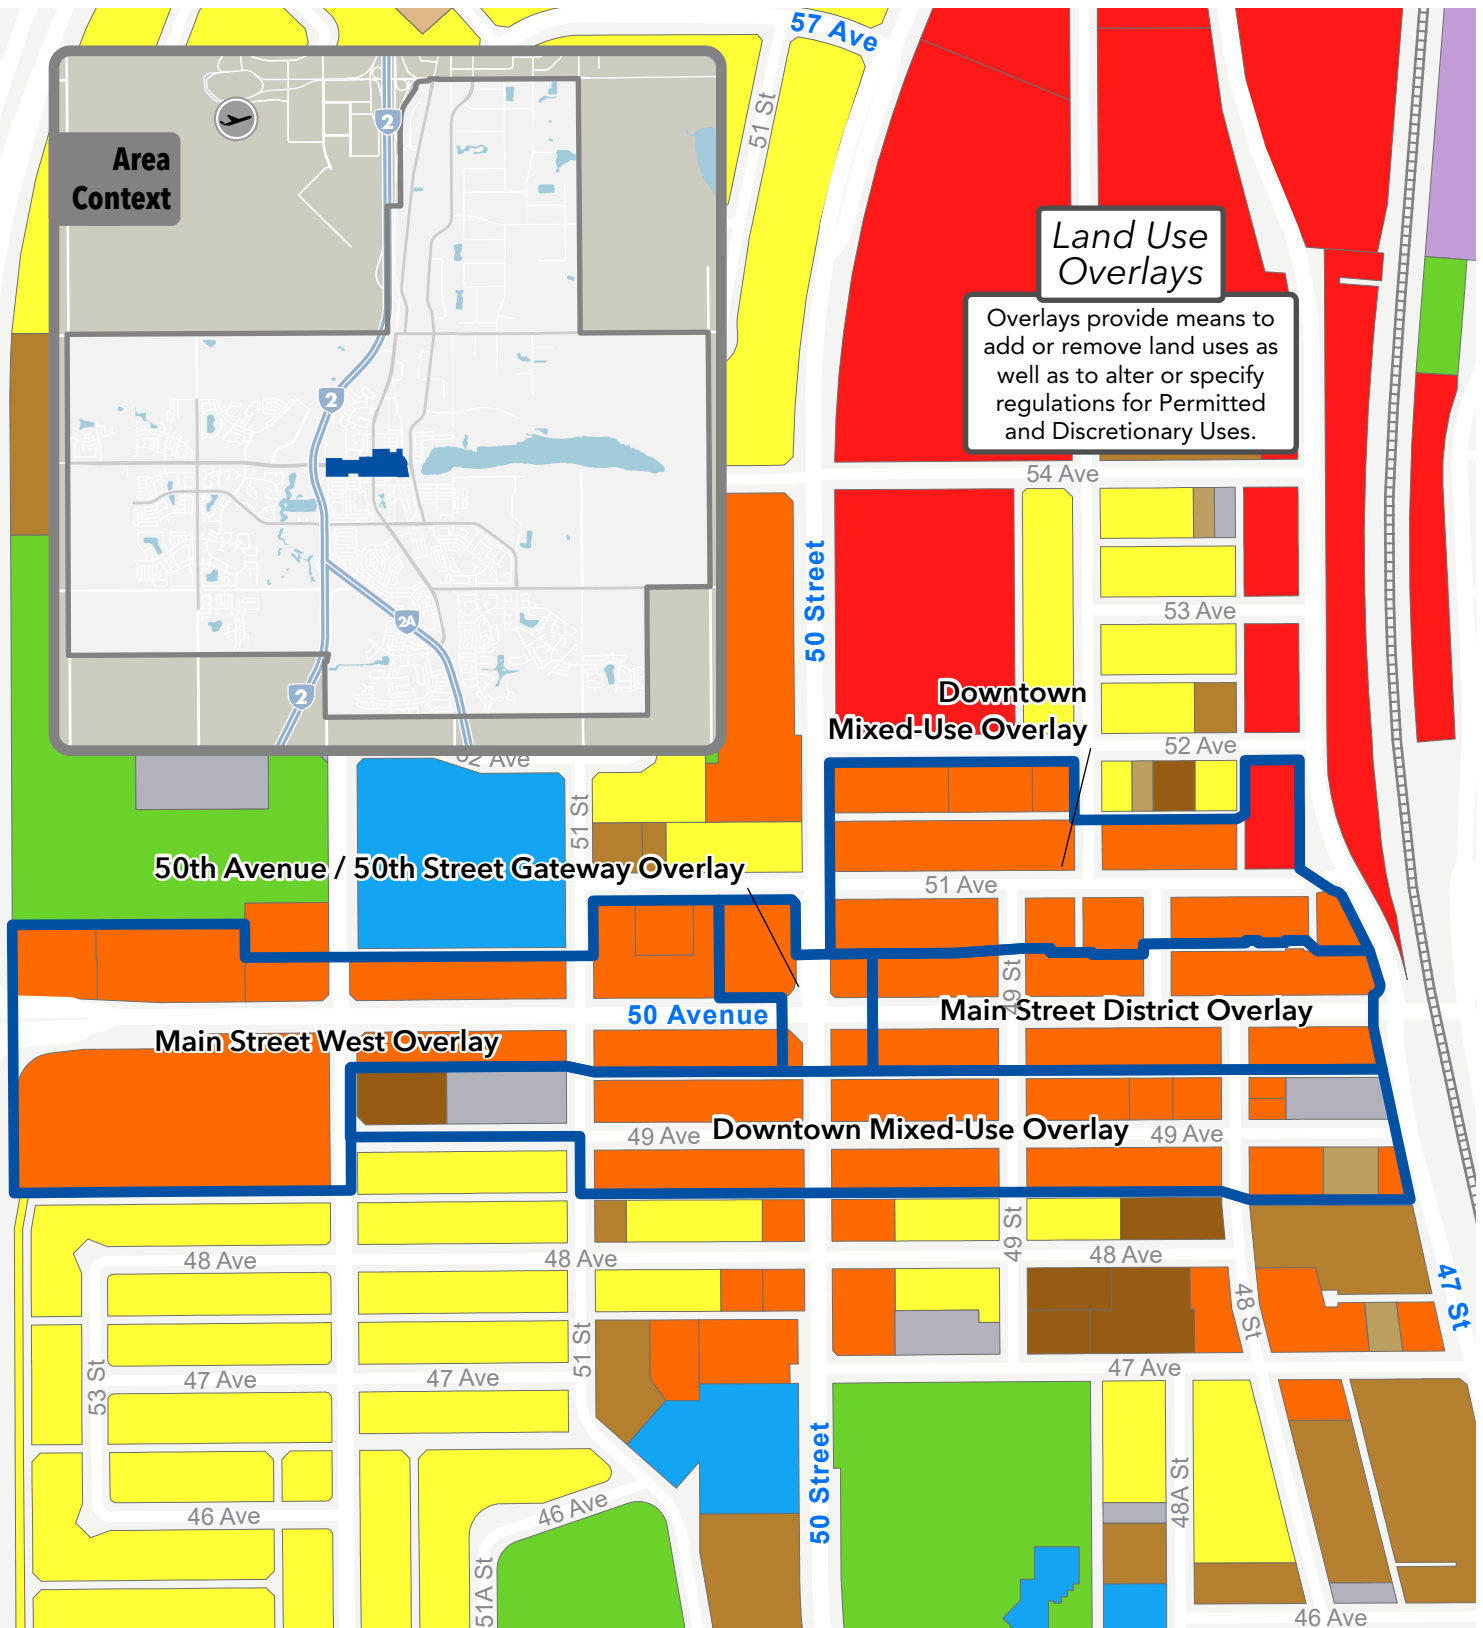 57 Ave
51 St
2
Area
Context
Land Use
Overlays
Overlays provide means to
add or remove land uses as
well as to alter or specify
regulations for Permitted
and Discretionary Uses.
2
54 Ave
50 Street
53 Ave
2A
2
Downtown
Mixed-Use Overlay
52 Ave
52 Ave
51 St
50th Avenue / 50th Street Gateway Overlay
51 Ave
49 St
50 Avenue
Main Street District Overlay
Main Street West Overlay
49 Ave
Downtown Mixed-Use Overlay
49 Ave
49 St
48 Ave
48 Ave
48 Ave
48 St
47 St
51 St
53 St
47 Ave
47 Ave
47 Ave
50 Street
48A St
46 Ave
46 Ave
51A St
46 Ave